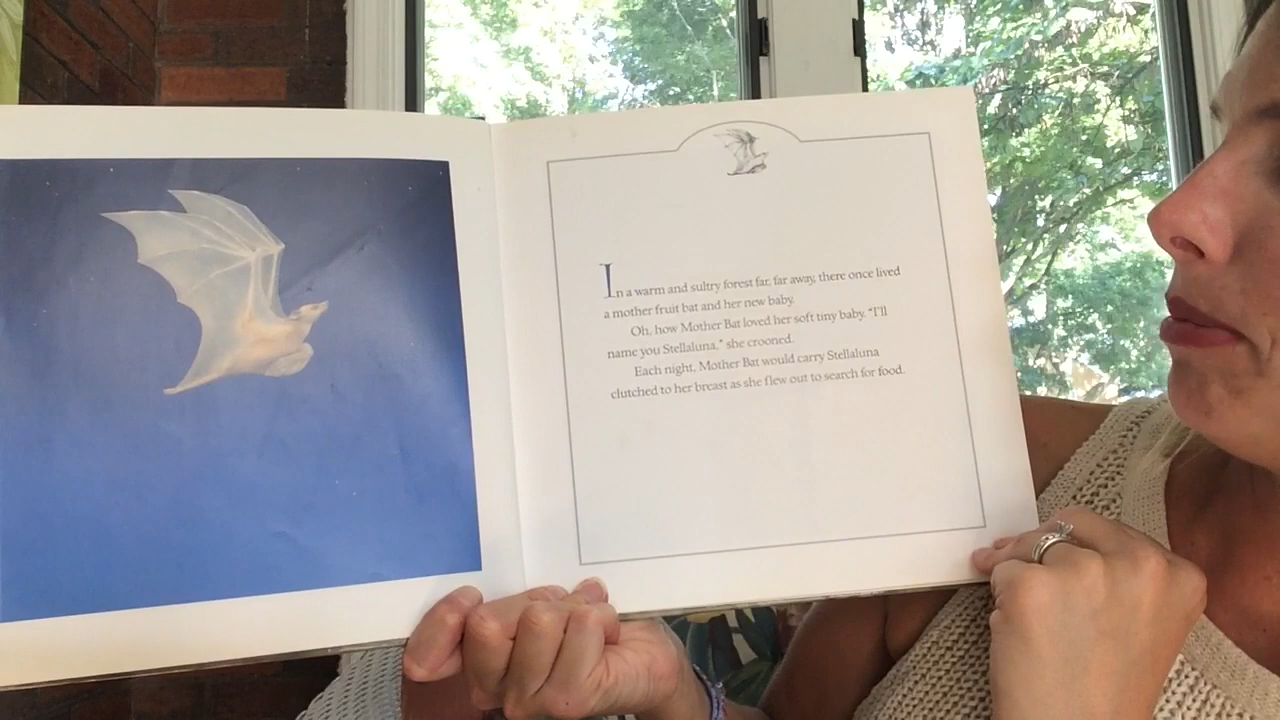 In a warm and sultry forest far, far away, there once lived
a mother fruit bat and her new baby.
Oh, how Mother Bat loved her soft tiny baby. “I’ll
name you Stellaluna,” she crooned.
Each night, Mother Bat would carry Stellaluna
clutched to her breast as she flew out to search for food.